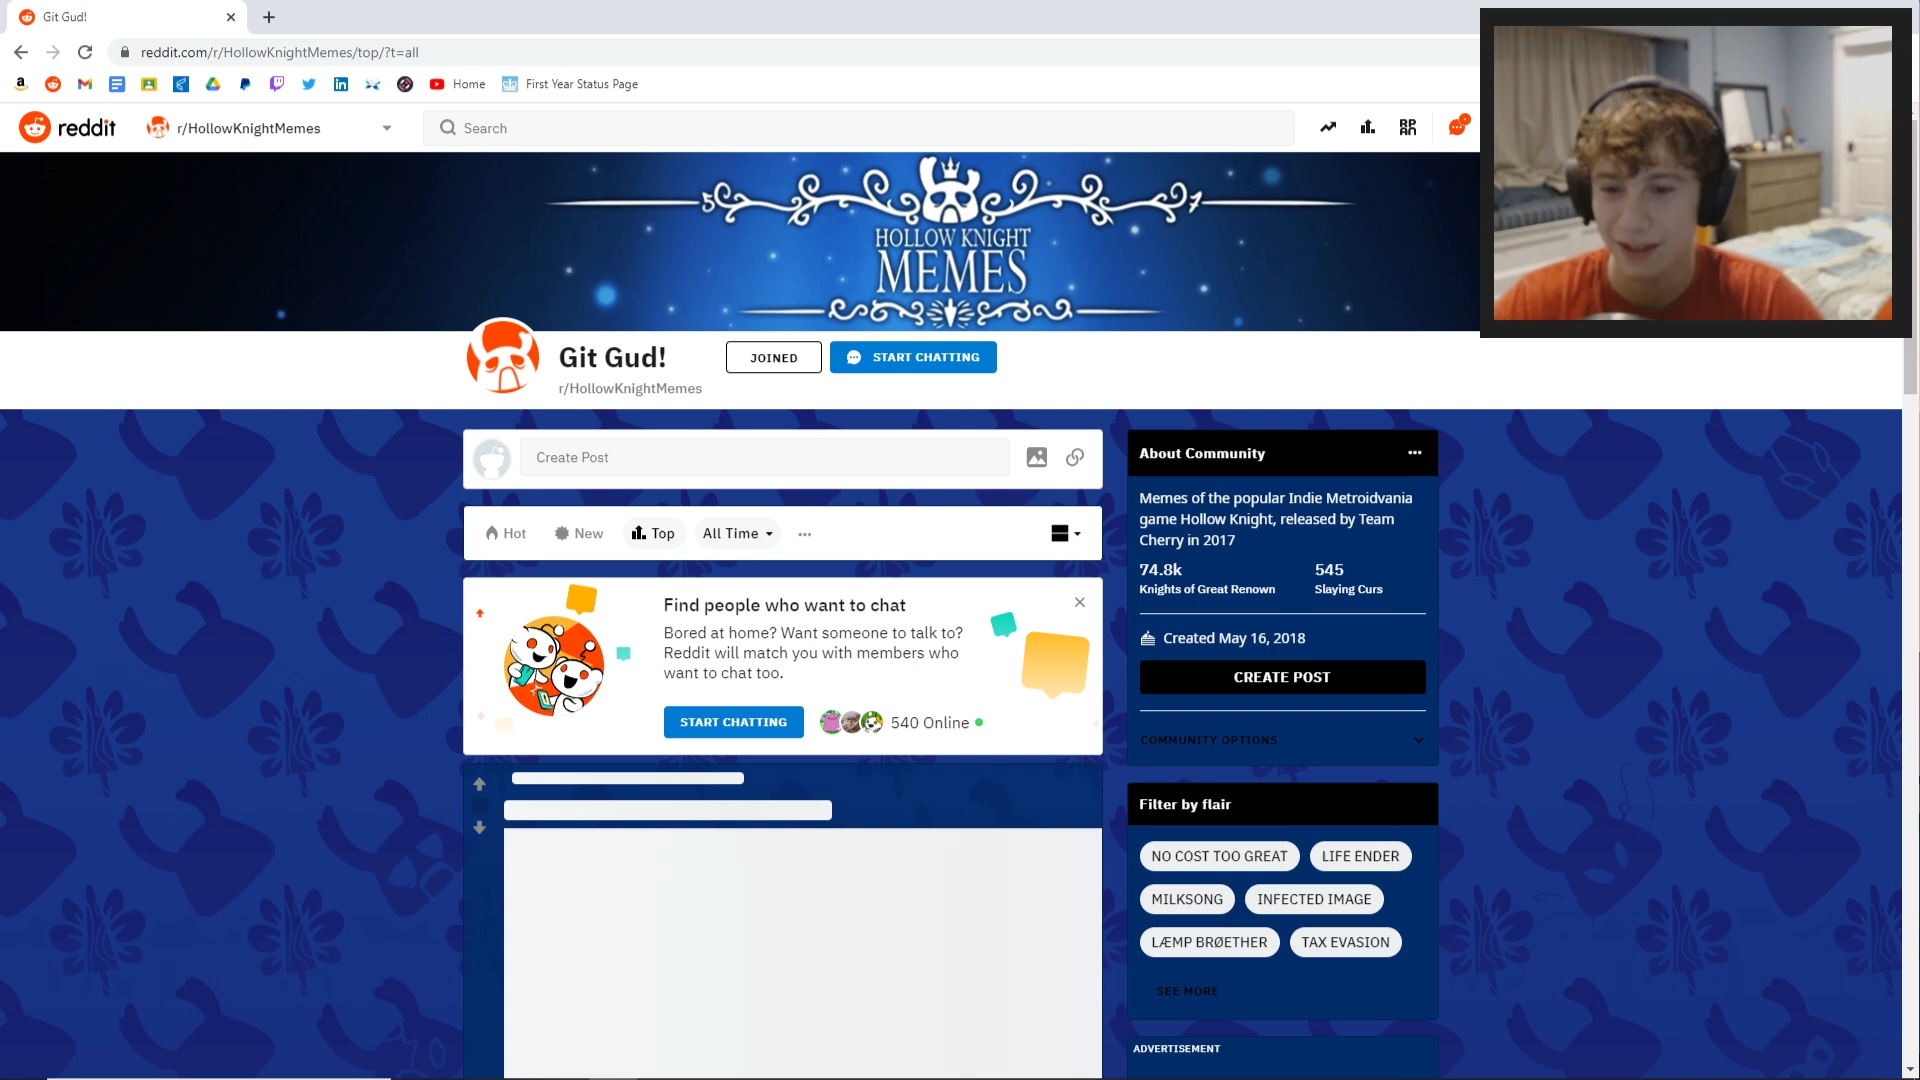 Git Gud!
reddit.com/r/HollowKnightMemes/top/?t=all
Home
First Year Status Page
reddit
r/HollowKnightMemes
Search
HOLLOW KNIGHT
MEMES
Git Gud!
JOINED
START CHATTING
r/HollowKnightMemes
Create Post
Hot
New
Top
All Time
Find people who want to chat
Bored at home? Want someone to talk to?
Reddit will match you with members who
want to chat too.
START CHATTING
540 Online
About Community
Memes of the popular Indie Metroidvania
game Hollow Knight, released by Team
Cherry in 2017
74.8k
545
Knights of Great Renown
Slaying Curs
Created May 16, 2018
CREATE POST
COMMUNITY OPTIONS
Filter by flair
NO COST TOO GREAT
LIFE ENDER
MILKSONG
INFECTED IMAGE
LÆMP BRØETHER
TAX EVASION
SEE MORE
ADVERTISEMENT